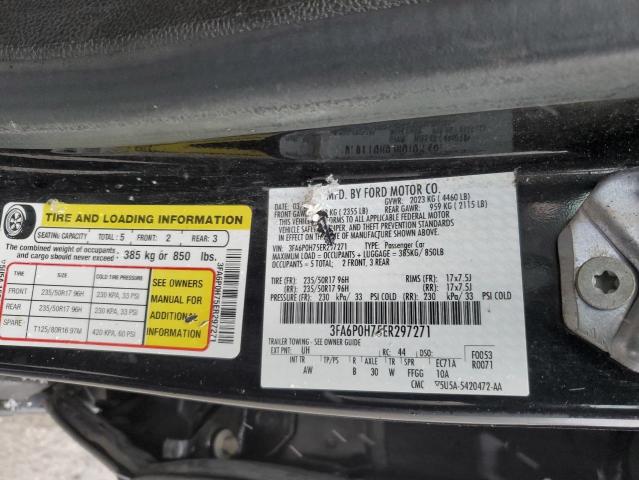 TIRE AND LOADING INFORMATION
SEATING CAPACITY TOTAL: 5 FRONT: 2 REAR: 3
The combined weight of occupants and cargo should never exceed: 385 kg or 850 lbs.
TIRE SIZE COLD TIRE PRESSURE
FRONT 235/50R17 96H 230 KPA, 33 PSI
REAR 235/50R17 96H 230 KPA, 33 PSI
SPARE T125/80R16 97M 420 KPA, 60 PSI
SEE OWNERS
MANUAL FOR
ADDITIONAL
INFORMATION
3FA6P0H75ER297271
MFD. BY FORD MOTOR CO.
DATE: 03 GVWR: 2023 KG ( 4460 LB)
FRONT GAWR: KG ( 2355 LB) REAR GAWR: 959 KG ( 2115 LB)
THIS VEHICLE CONFORMS TO ALL APPLICABLE FEDERAL MOTOR
VEHICLE SAFETY, BUMPER, AND THEFT PREVENTION
STANDARDS IN EFFECT ON THE DATE OF MANUFACTURE SHOWN ABOVE.
VIN: 3FA6P0H75ER297271 TYPE: Passenger Car
MAXIMUM LOAD = OCCUPANTS + LUGGAGE = 385KG/ 850LB
OCCUPANTS = 5 TOTAL: 2 FRONT, 3 REAR
TIRE (FR): 235/50R17 96H RIMS (FR): 17x7.5J
(RR): 235/50R17 96H (RR): 17x7.5J
PRESSURE (FR): 230 kPa/ 33 PSI COLD (RR): 230 kPa/ 33 PSI COLD
3FA6P0H75ER297271
TRAILER TOWING - SEE OWNER GUIDE
EXT PNT: UH RC: 44 DSO: F0053
INT TR TP/PS R AXLE TR SPR EC71A R0071
AW B 30 W FFGG 10A
CMC 5U5A-5420472-AA